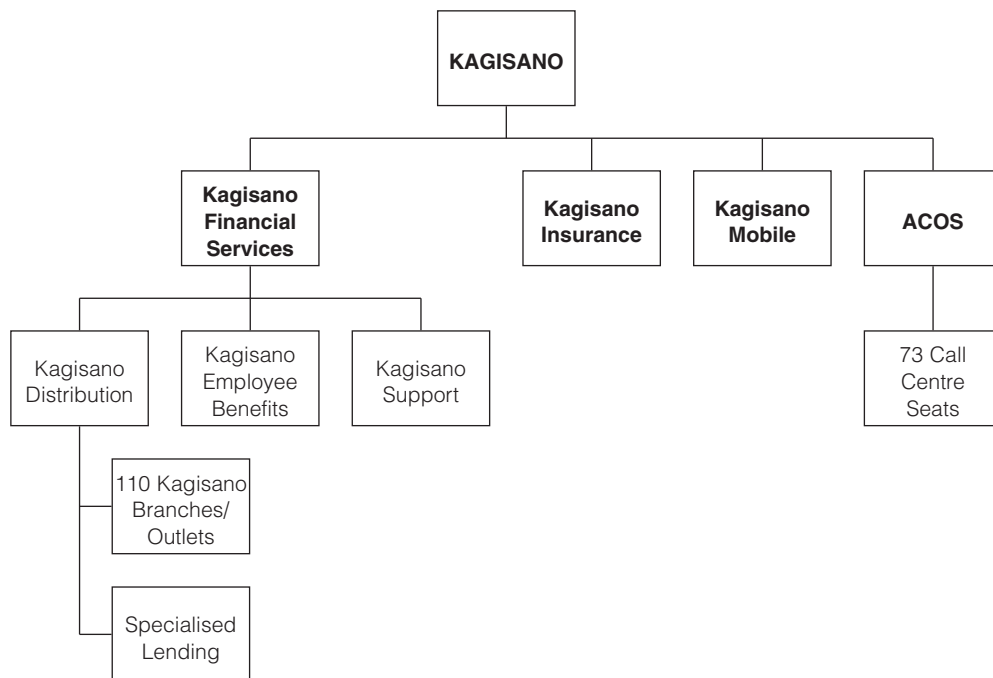 KAGISANO
Kagisano
Financial
Services
Kagisano
Insurance
Kagisano
Mobile
ACOS
Kagisano
Distribution
Kagisano
Employee
Benefits
Kagisano
Support
73 Call
Centre
Seats
110 Kagisano
Branches/
Outlets
Specialised
Lending